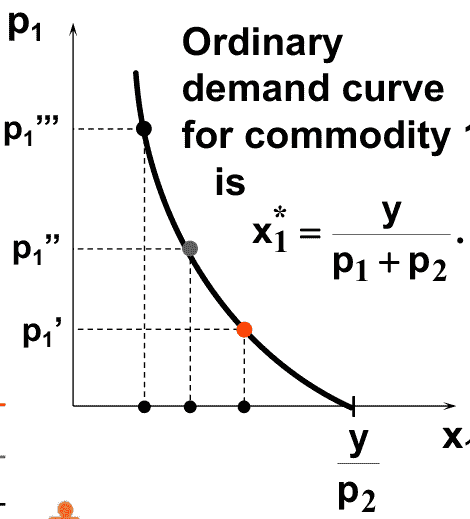 p₁
Ordinary
demand curve
for commodity
is
x₁* = y / (p₁ + p₂).
p₁’’’
p₁’’
p₁’
y / p₂
x